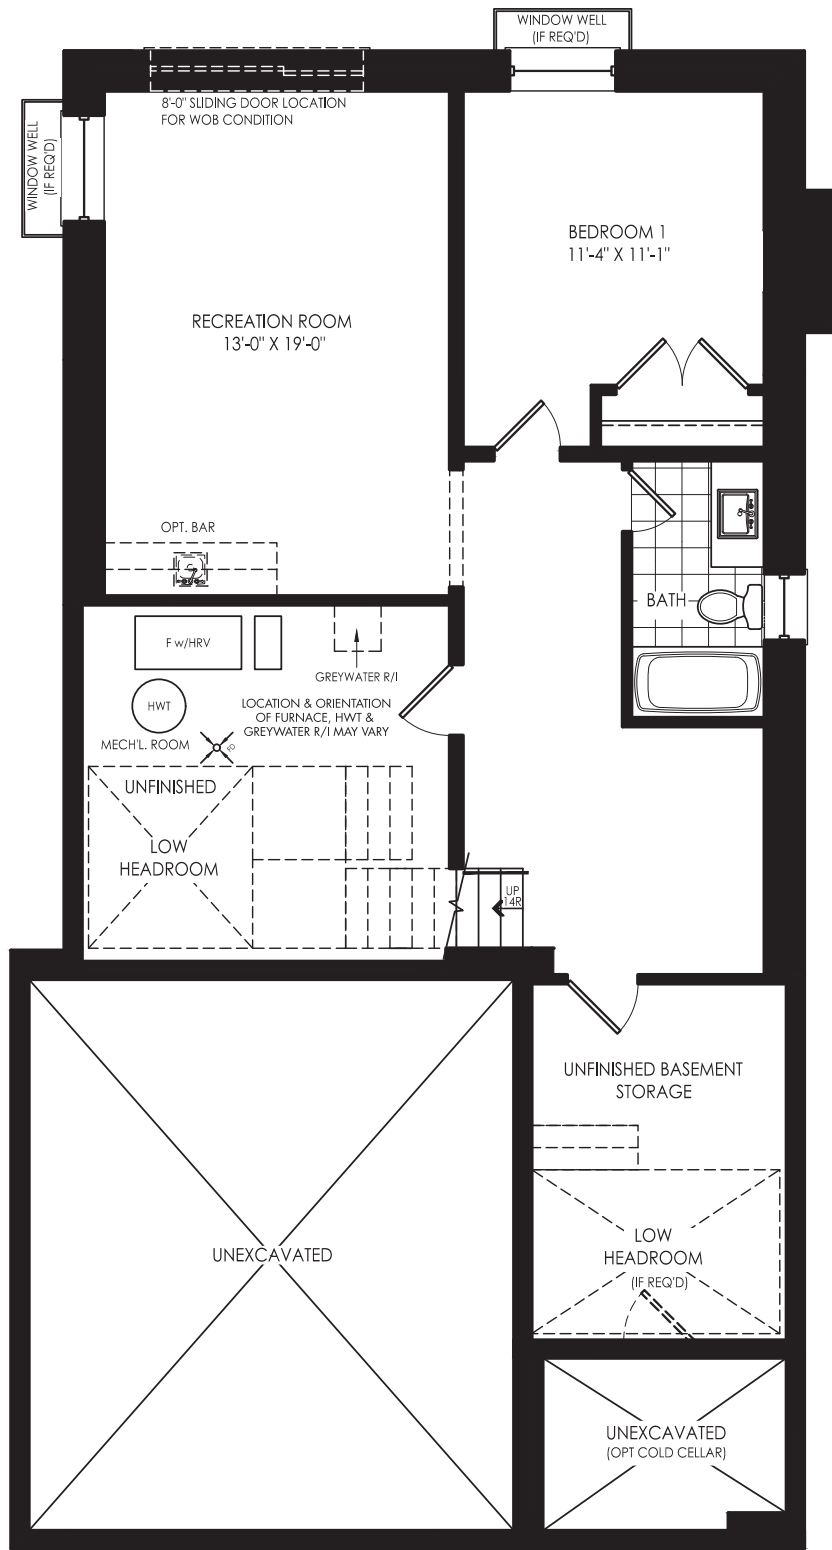 WINDOW WELL
(IF REQ'D)
8'-0" SLIDING DOOR LOCATION
FOR WOB CONDITION
WINDOW WELL
(IF REQ'D)
BEDROOM 1
11'-4" X 11'-1"
RECREATION ROOM
13'-0" X 19'-0"
OPT. BAR
BATH
F w/HRV
GREYWATER R/I
HWT
LOCATION & ORIENTATION
OF FURNACE, HWT &
GREYWATER R/I MAY VARY
MECH'L. ROOM
FD
UNFINISHED
LOW
HEADROOM
UP
14R
UNFINISHED BASEMENT
STORAGE
LOW
HEADROOM
(IF REQ'D)
UNEXCAVATED
UNEXCAVATED
(OPT COLD CELLAR)